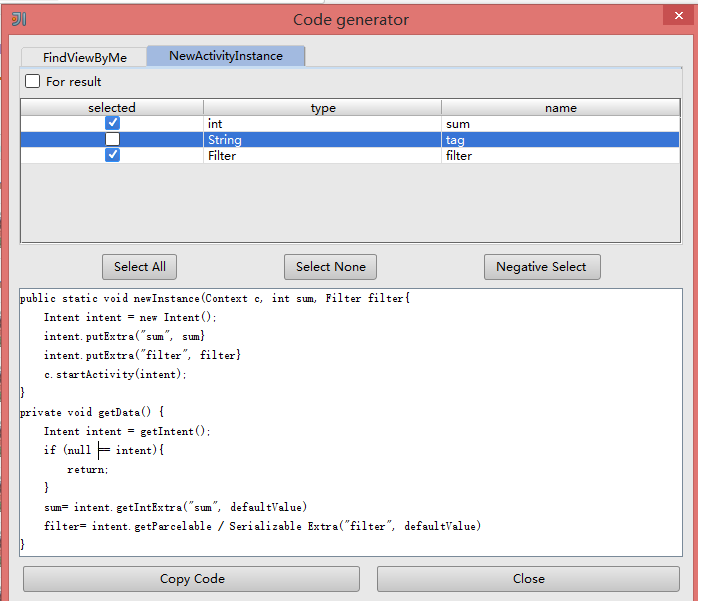 Code generator
FindViewByMe NewActivityInstance
For result
selected type name
int sum
String tag
Filter filter
Select All Select None Negative Select
public static void newInstance(Context c, int sum, Filter filter{
Intent intent = new Intent();
intent.putExtra("sum", sum}
intent.putExtra("filter", filter}
c.startActivity(intent);
}
private void getData() {
Intent intent = getIntent();
if (null == intent){
return;
}
sum= intent.getIntExtra("sum", defaultValue)
filter= intent.getParcelable / Serializable Extra("filter", defaultValue)
}
Copy Code Close